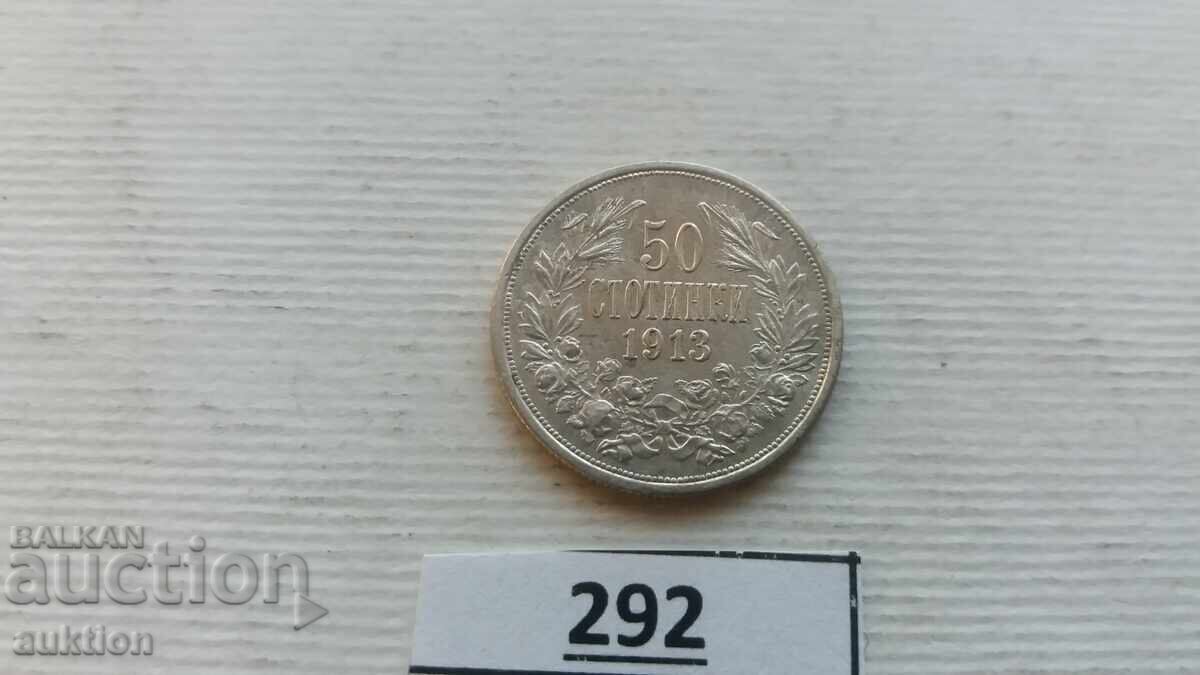 50
СТОТИНКИ
1913
292
BALKAN
auction
auktion